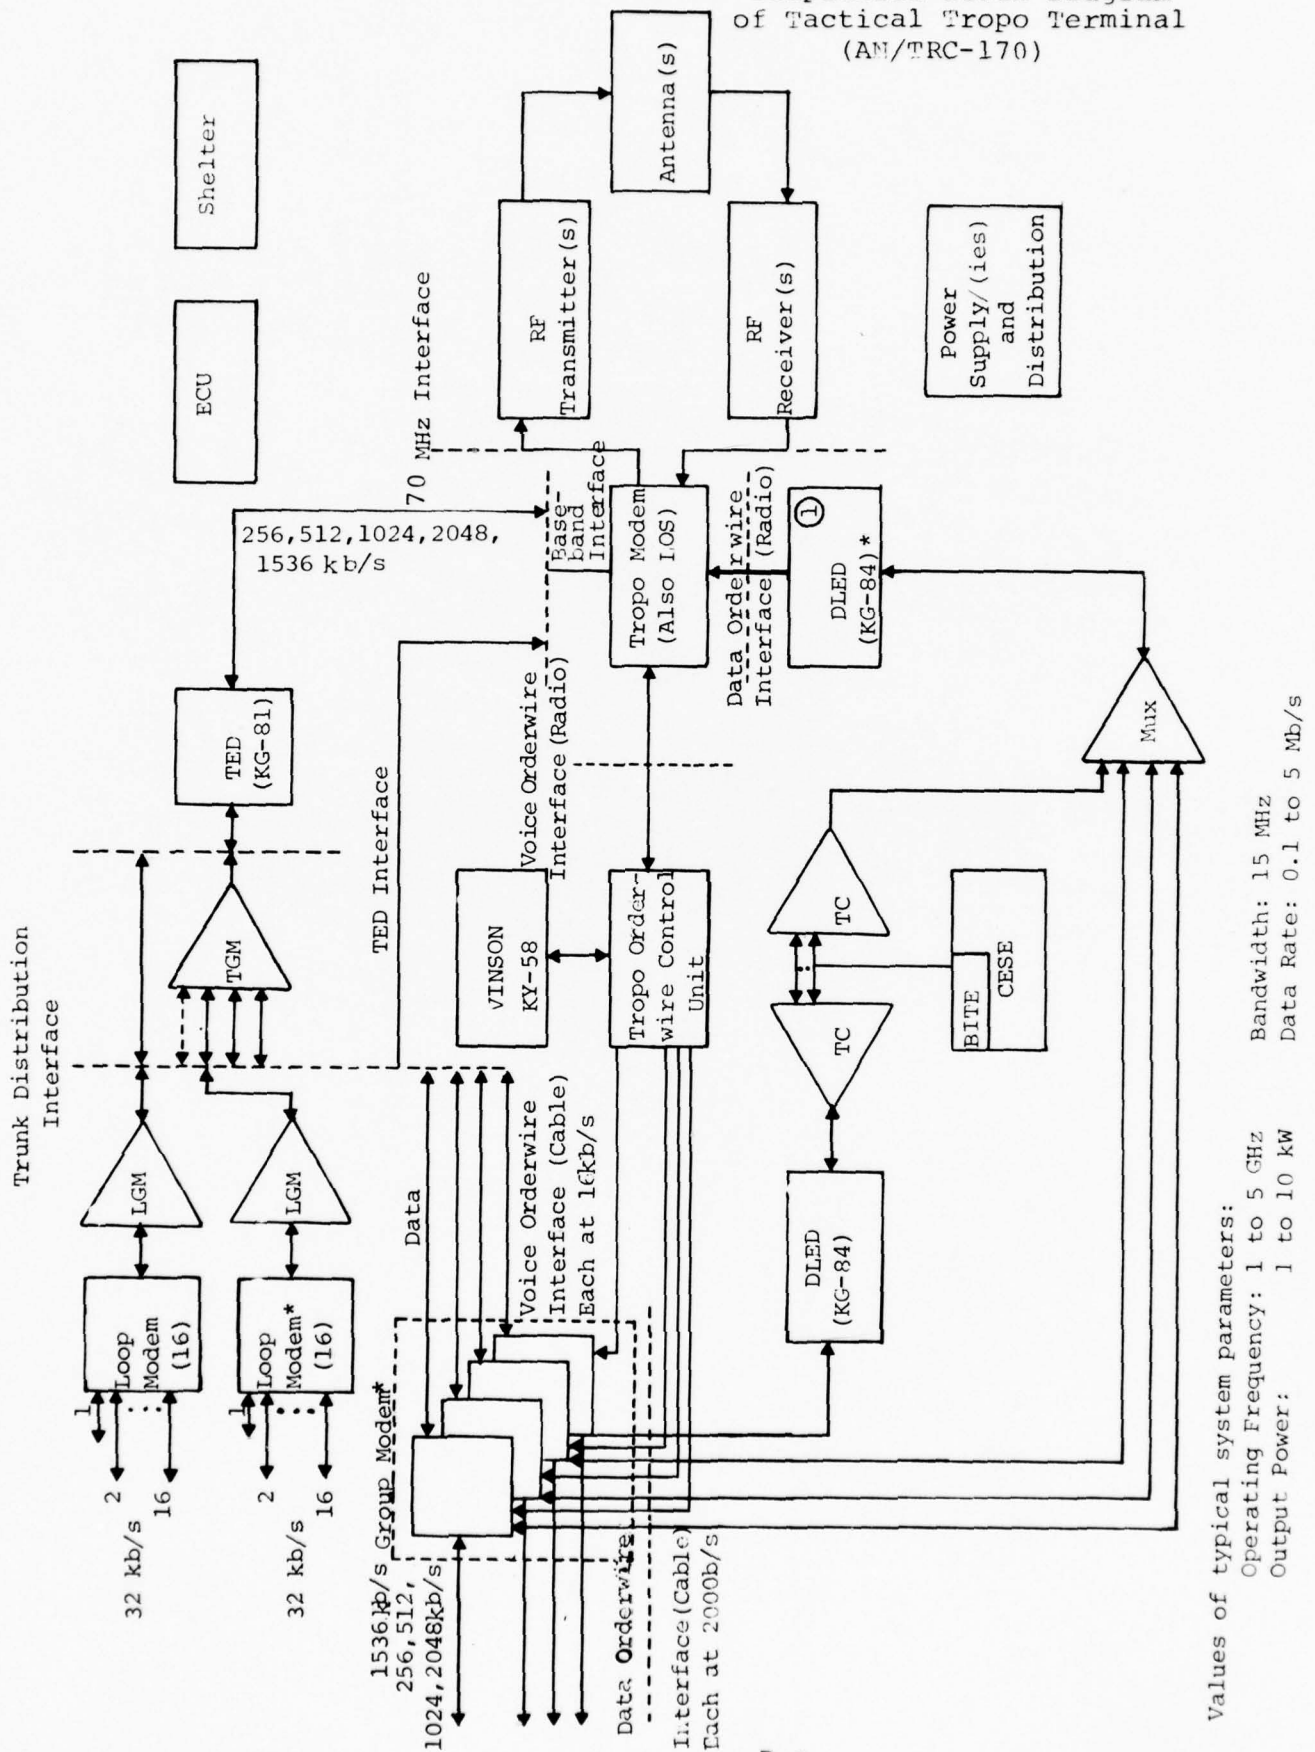 of Tactical Tropo Terminal
(AN/TRC-170)
Trunk Distribution
Interface
Shelter
ECU
1
2
16
32 kb/s
Loop
Modem
(16)
LGM
1
2
16
32 kb/s
Loop
Modem*
(16)
LGM
TGM
TED
(KG-81)
256,512,1024,2048,
1536 kb/s
TED Interface
70 MHz Interface
Base-
band
Interface
RF
Transmitter(s)
Antenna(s)
RF
Receiver(s)
Power
Supply/(ies)
and
Distribution
Tropo Modem
(Also LOS)
Voice Orderwire
Interface (Radio)
Data Orderwire
Interface (Radio)
1
DLED
(KG-84)*
VINSON
KY-58
Tropo Order-
wire Control
Unit
Data
Voice Orderwire
Interface (Cable)
Each at 16kb/s
Group Modem*
1536kb/s
256,512,
1024,2048kb/s
Data Orderwire
Interface(Cable)
Each at 2000b/s
DLED
(KG-84)
TC
TC
BITE
CESE
Mux
Values of typical system parameters:
Operating Frequency: 1 to 5 GHz
Bandwidth: 15 MHz
Output Power: 1 to 10 kW
Data Rate: 0.1 to 5 Mb/s